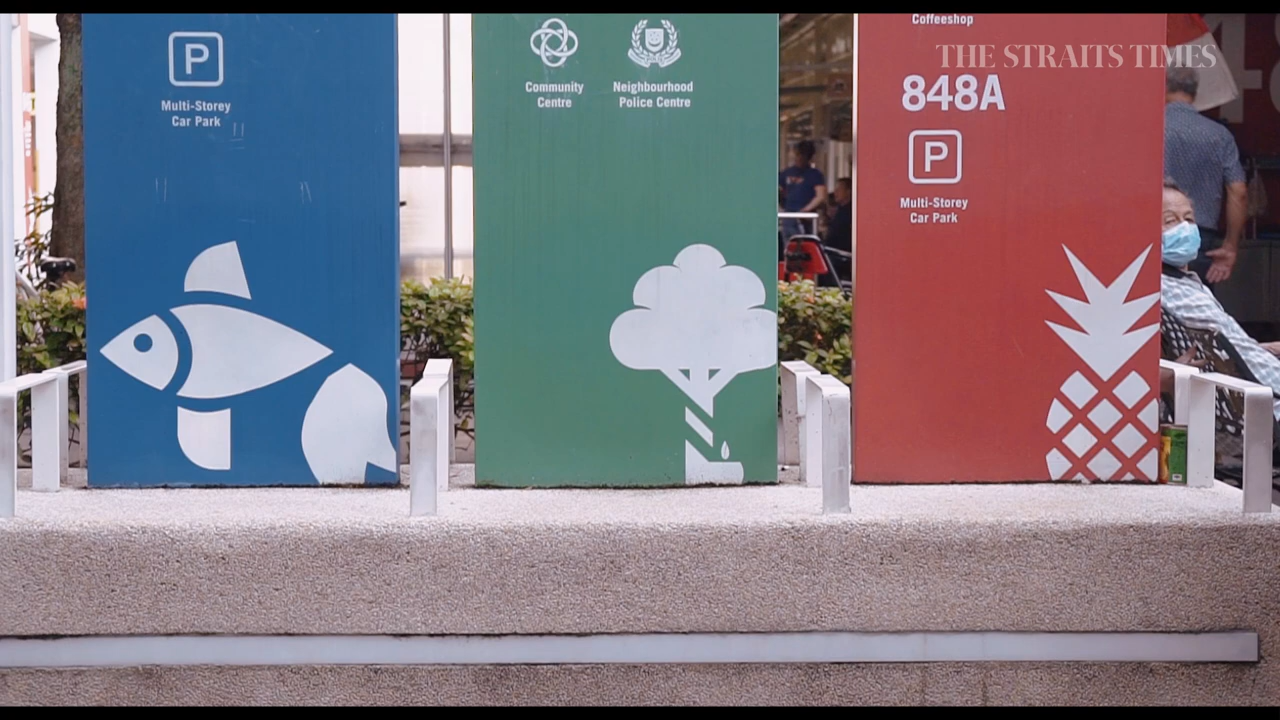 P
Multi-Storey
Car Park
Community
Centre
Neighbourhood
Police Centre
Coffeeshop
848A
P
Multi-Storey
Car Park
THE STRAITS TIMES